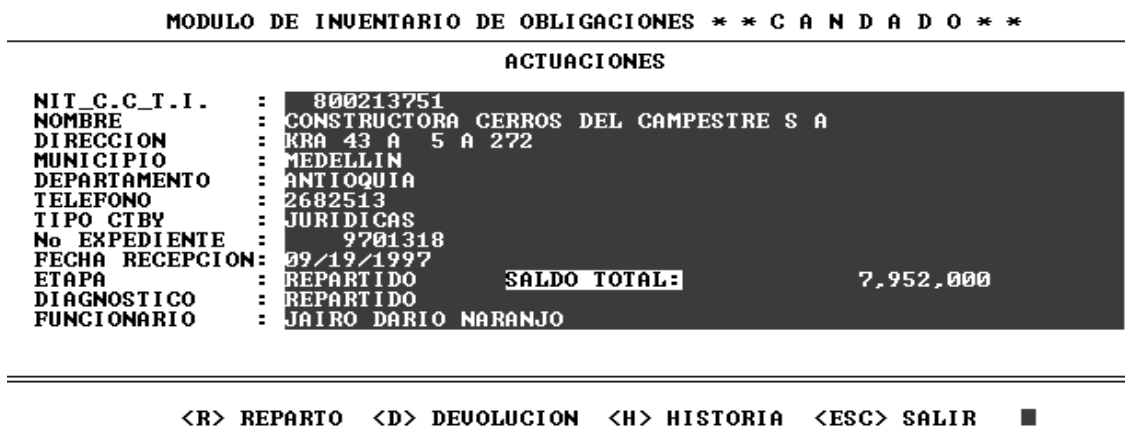 MODULO DE INVENTARIO DE OBLIGACIONES * * C A N D A D O * *
ACTUACIONES
NIT_C.C_T.I. : 800213751
NOMBRE : CONSTRUCTORA CERROS DEL CAMPESTRE S A
DIRECCION : KRA 43 A 5 A 272
MUNICIPIO : MEDELLIN
DEPARTAMENTO : ANTIOQUIA
TELEFONO : 2682513
TIPO CTBY : JURIDICAS
No EXPEDIENTE : 9701318
FECHA RECEPCION: 09/19/1997
ETAPA : REPARTIDO SALDO TOTAL: 7,952,000
DIAGNOSTICO : REPARTIDO
FUNCIONARIO : JAIRO DARIO NARANJO
<R> REPARTO <D> DEVOLUCION <H> HISTORIA <ESC> SALIR